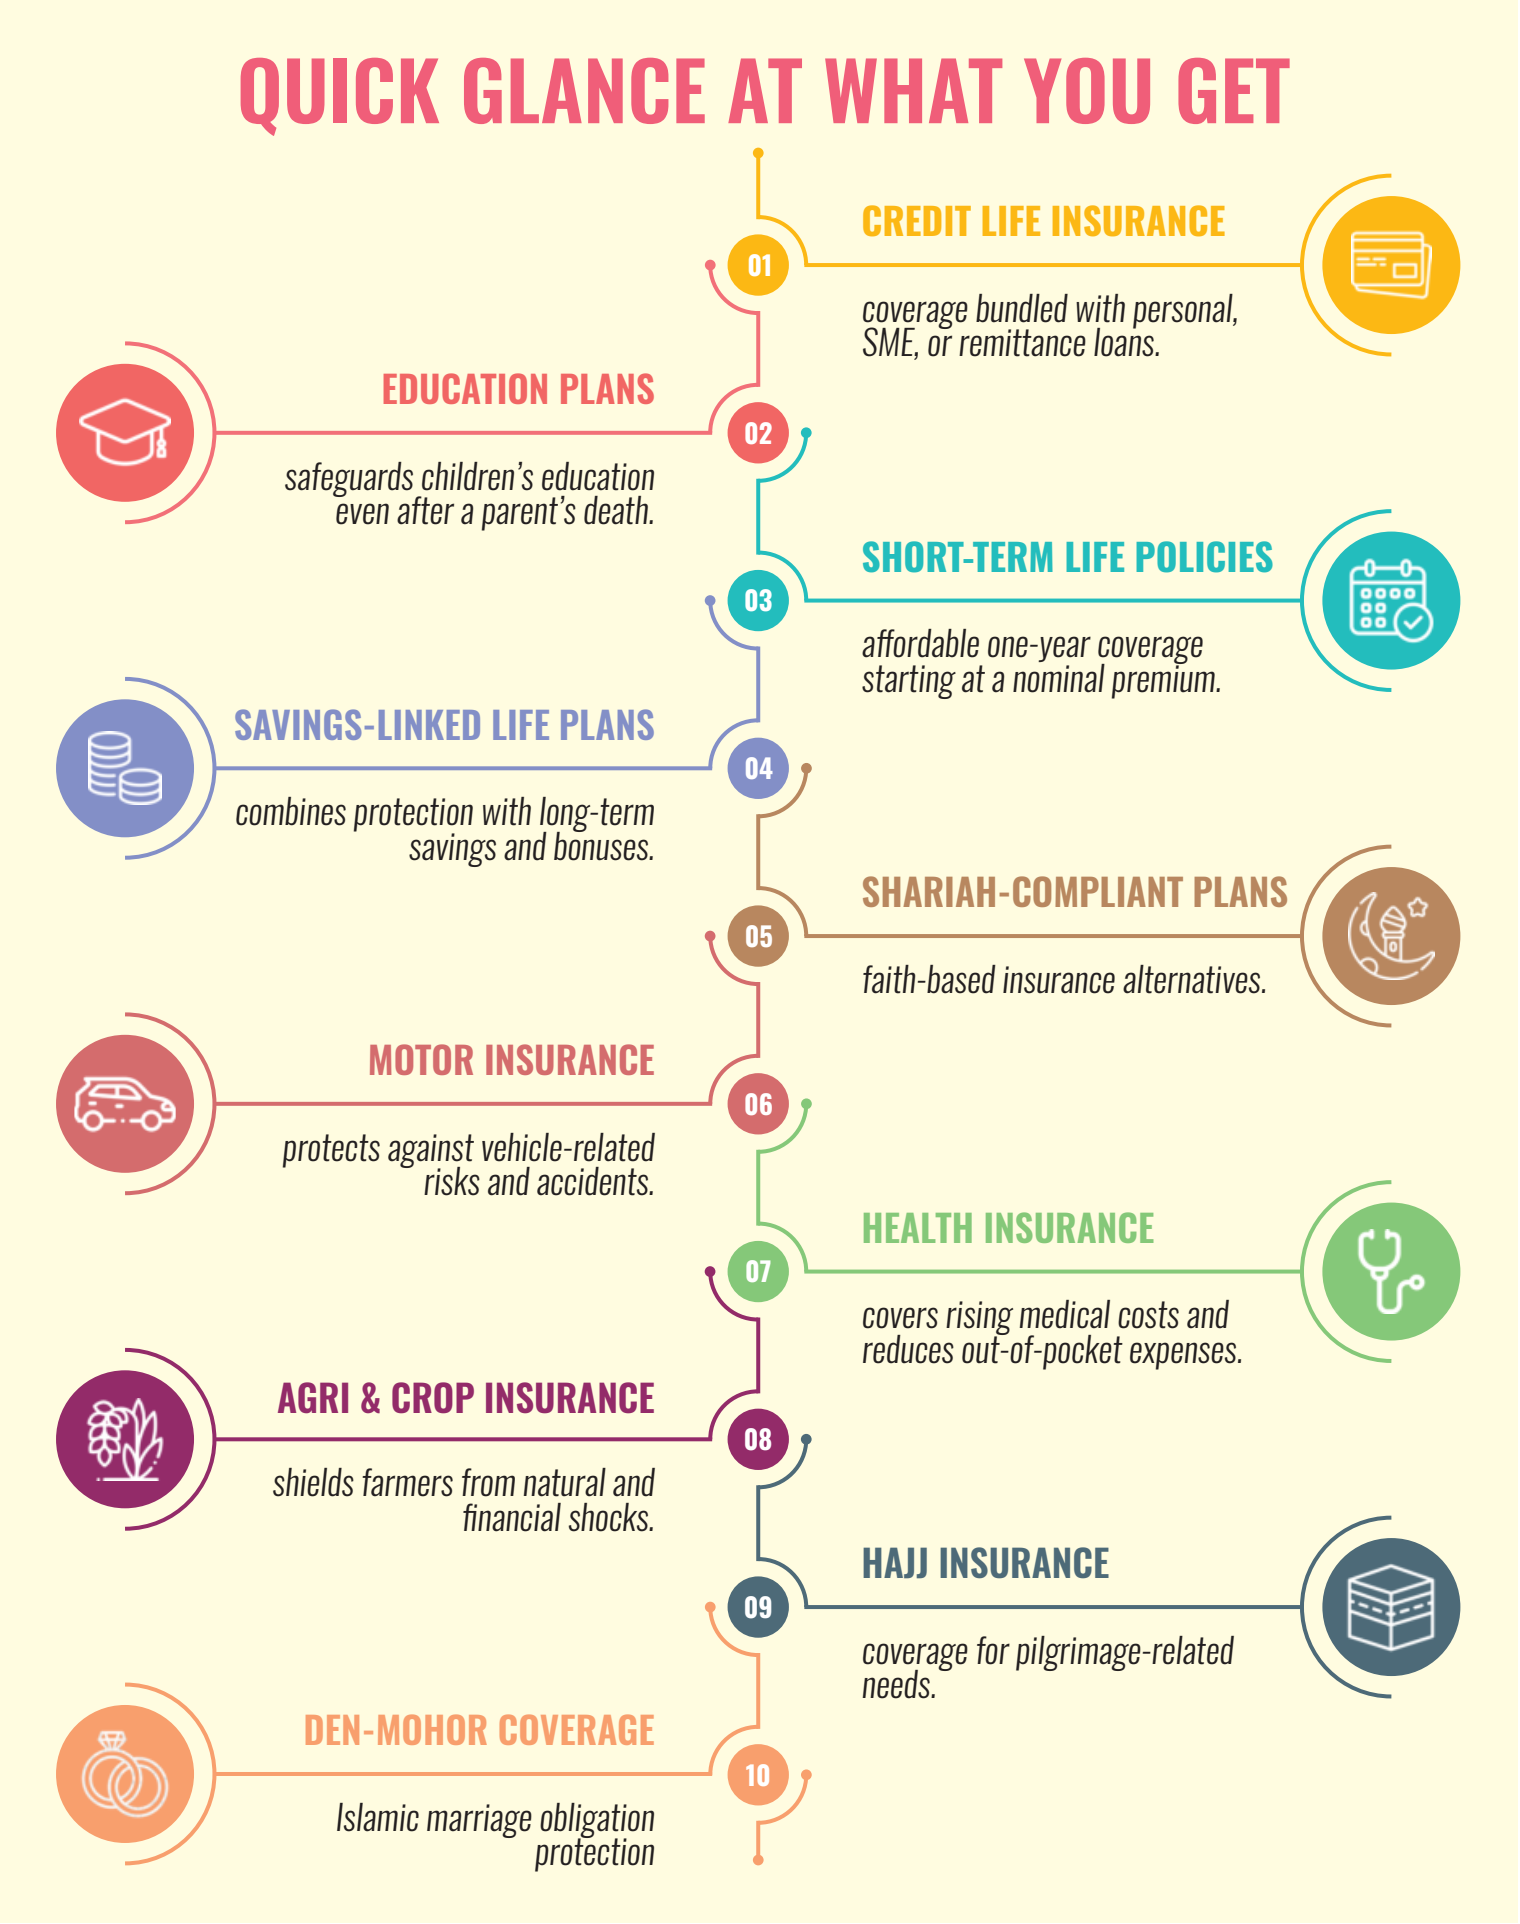 QUICK GLANCE AT WHAT YOU GET
01
CREDIT LIFE INSURANCE
coverage bundled with personal,
SME, or remittance loans.
02
EDUCATION PLANS
safeguards children’s education
even after a parent’s death.
03
SHORT-TERM LIFE POLICIES
affordable one-year coverage
starting at a nominal premium.
04
SAVINGS-LINKED LIFE PLANS
combines protection with long-term
savings and bonuses.
05
SHARIAH-COMPLIANT PLANS
faith-based insurance alternatives.
06
MOTOR INSURANCE
protects against vehicle-related
risks and accidents.
07
HEALTH INSURANCE
covers rising medical costs and
reduces out-of-pocket expenses.
08
AGRI & CROP INSURANCE
shields farmers from natural and
financial shocks.
09
HAJJ INSURANCE
coverage for pilgrimage-related
needs.
10
DEN-MOHOR COVERAGE
Islamic marriage obligation
protection